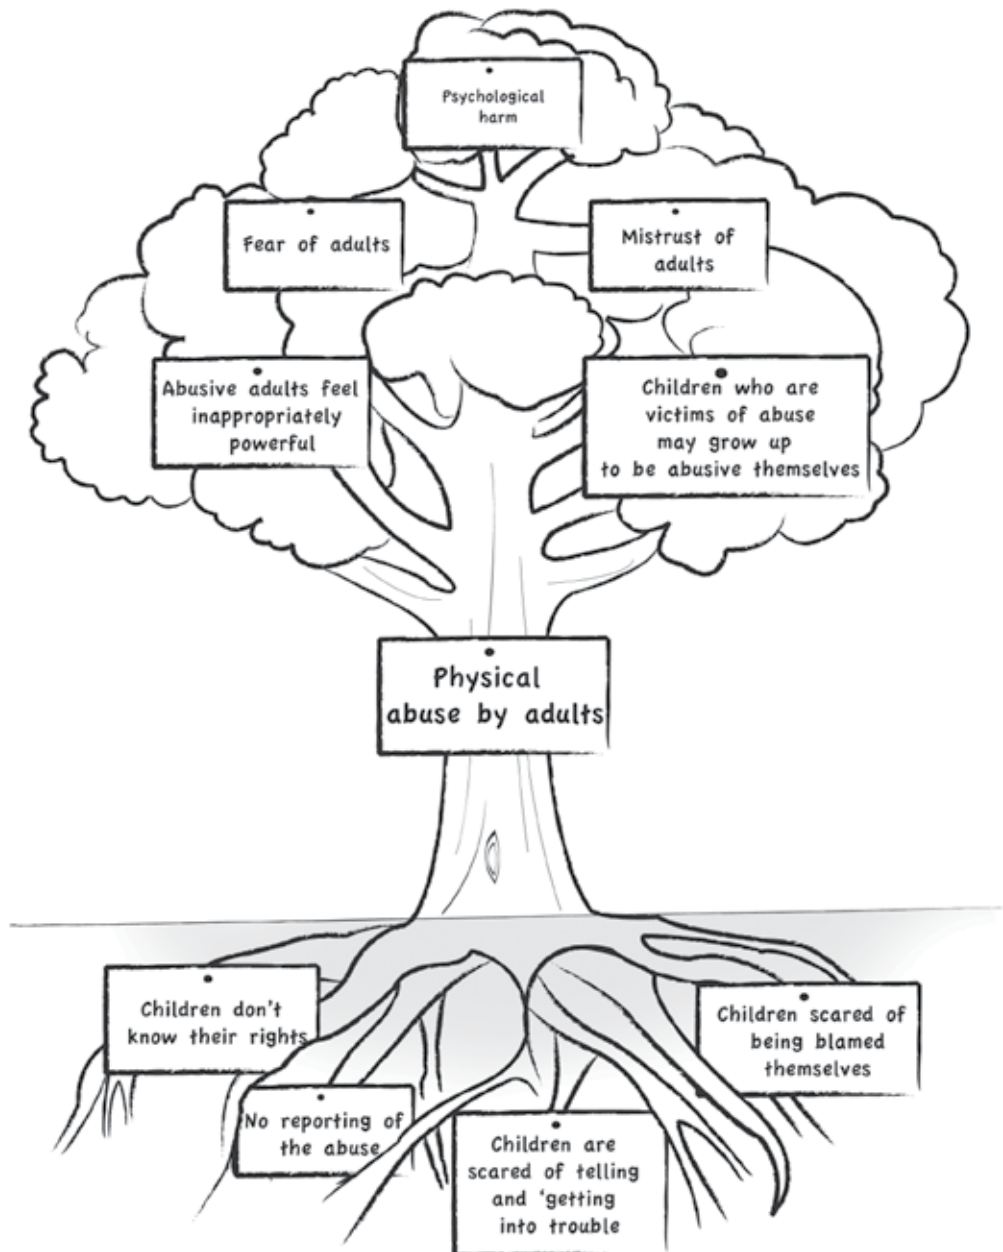 Psychological
harm
Fear of adults
Mistrust of
adults
Abusive adults feel
inappropriately
powerful
Children who are
victims of abuse
may grow up
to be abusive themselves
Physical
abuse by adults
Children don't
know their rights
Children scared of
being blamed
themselves
No reporting of
the abuse
Children are
scared of telling
and ‘getting
into trouble